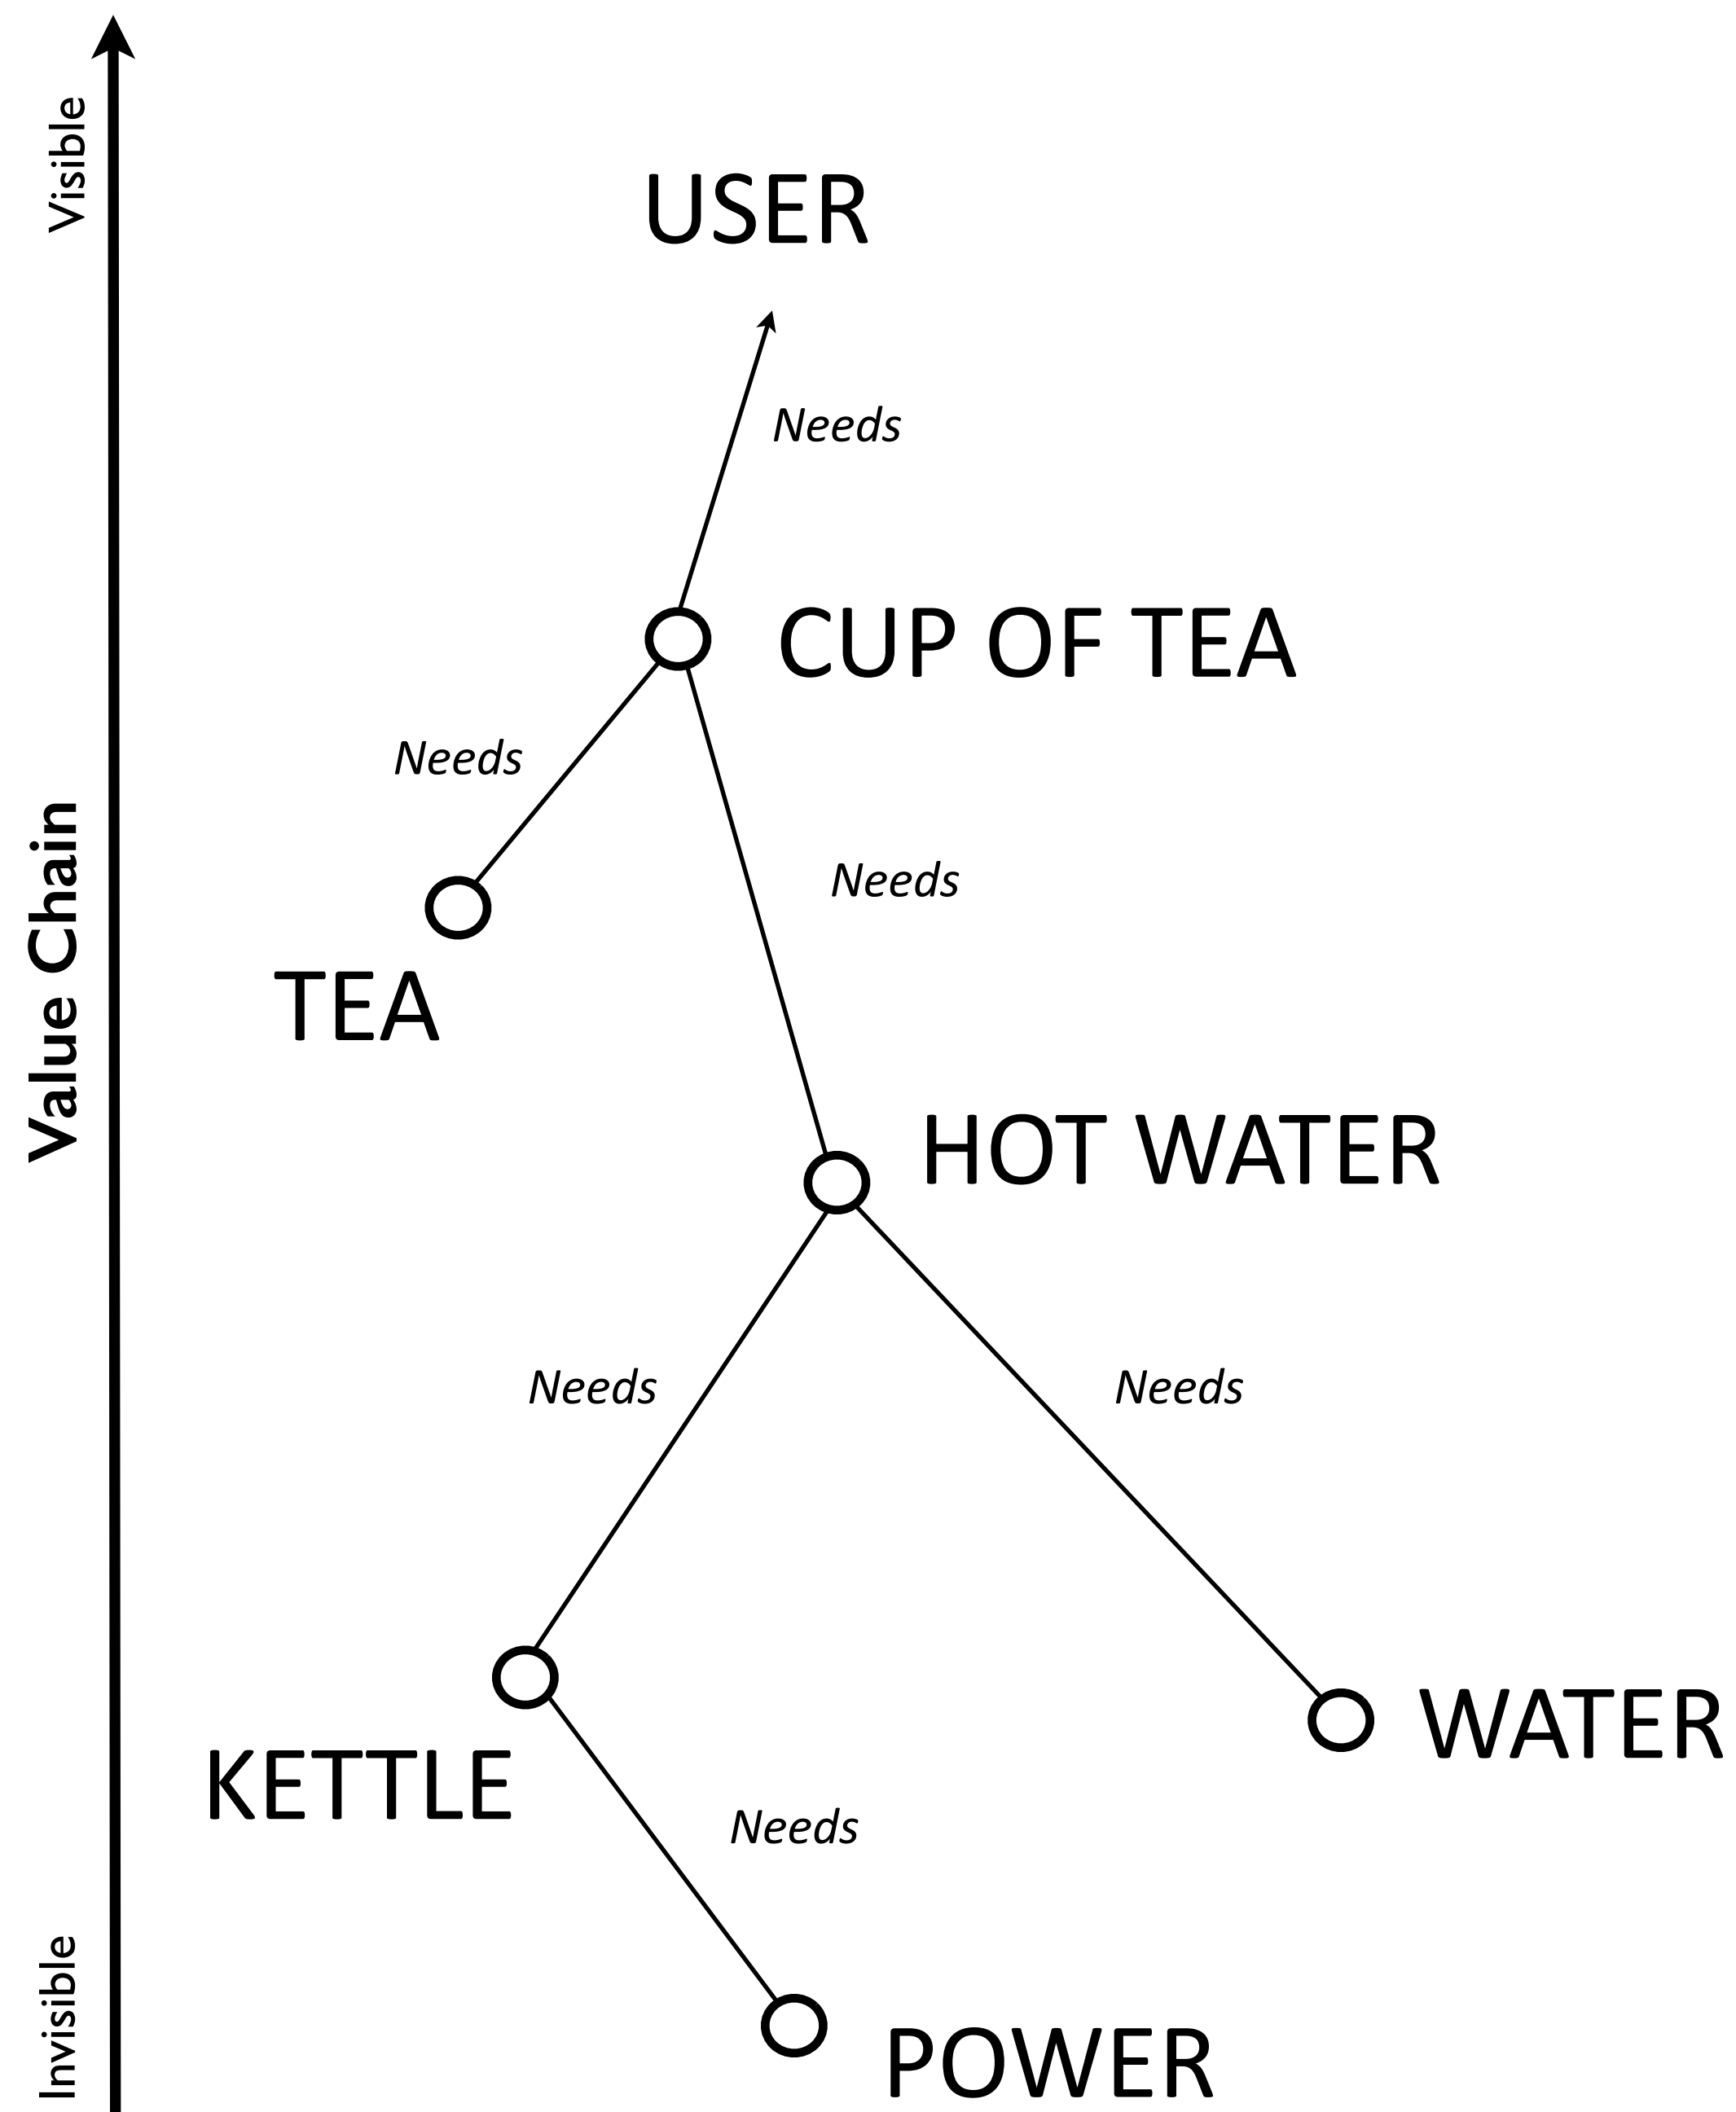 Visible
USER
Needs
CUP OF TEA
Needs
Value Chain
Needs
TEA
HOT WATER
Needs
Needs
WATER
KETTLE
Needs
Invisible
POWER